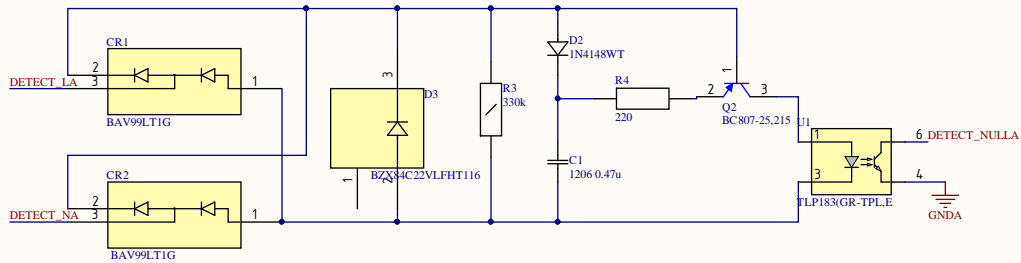 CR1
2
3
1
DETECT_LA
BAV99LT1G
CR2
2
3
1
DETECT_NA
BAV99LT1G
3
D3
1
2
BZX84C22VLFHT116
R3
330k
D2
1N4148WT
R4
220
C1
1206 0.47u
1
2
3
Q2
BC807-25,215
U1
1
3
6
4
DETECT_NULLA
GNDA
TLP183(GR-TPL,E